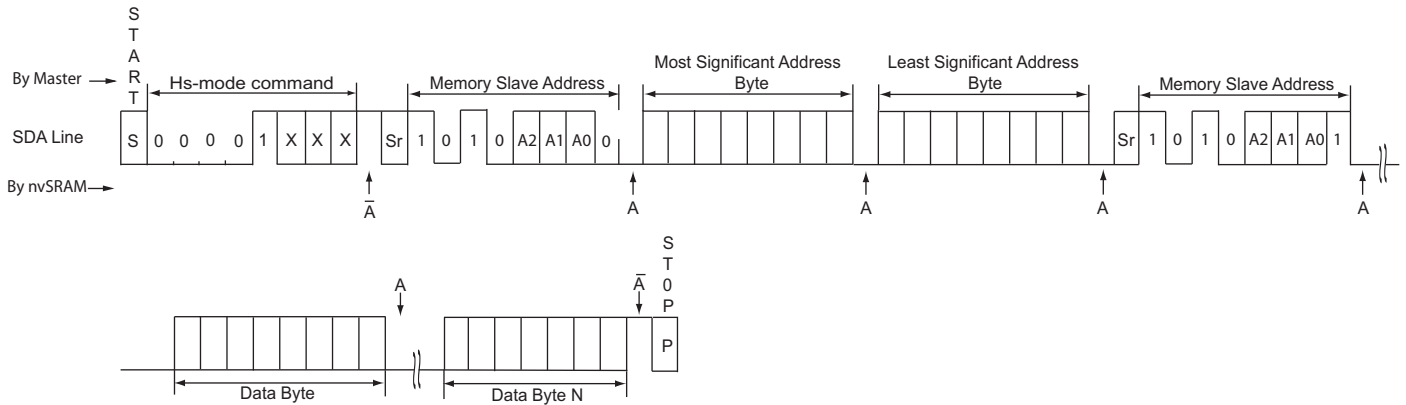 START
By Master
Hs-mode command
Memory Slave Address
Most Significant Address
Byte
Least Significant Address
Byte
Memory Slave Address
SDA Line
S 0 0 0 0 1 X X X Sr 1 0 1 0 A2 A1 A0 0 Sr 1 0 1 0 A2 A1 A0 1
By nvSRAM
A̅ A A A A
A A̅ ST0P
P
Data Byte Data Byte N